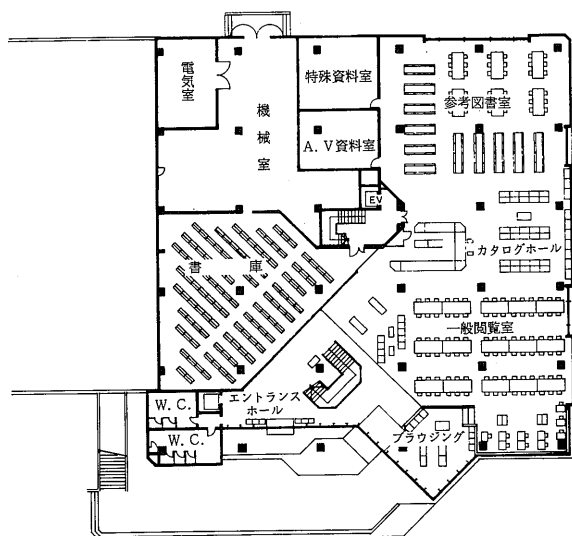 電気室
機械室
特殊資料室
A.V資料室
参考図書室
EV
カタログホール
書庫
一般閲覧室
エントランス
ホール
W.C.
W.C.
ブラウジング